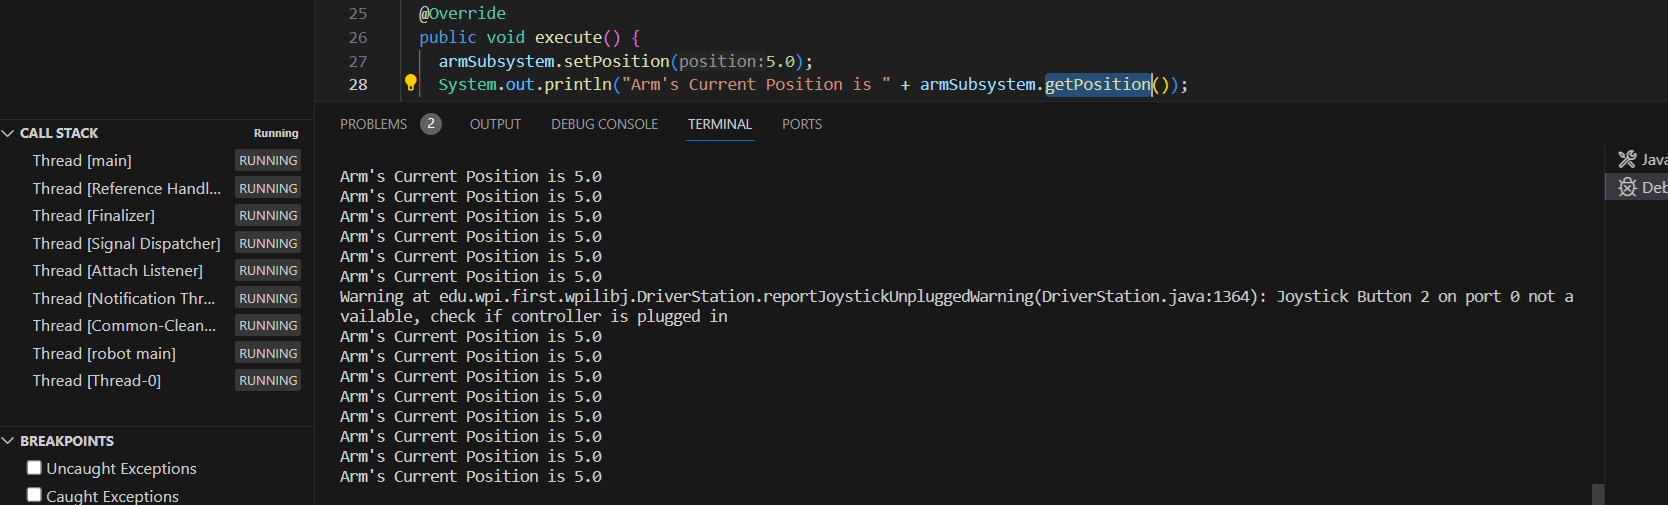 25 @Override
26 public void execute() {
27 armSubsystem.setPosition(position:5.0);
28 System.out.println("Arm's Current Position is " + armSubsystem.getPosition());
CALL STACK Running
Thread [main] RUNNING
Thread [Reference Handl... RUNNING
Thread [Finalizer] RUNNING
Thread [Signal Dispatcher] RUNNING
Thread [Attach Listener] RUNNING
Thread [Notification Thr... RUNNING
Thread [Common-Clean... RUNNING
Thread [robot main] RUNNING
Thread [Thread-0] RUNNING
BREAKPOINTS
Uncaught Exceptions
Caught Exceptions
PROBLEMS 2 OUTPUT DEBUG CONSOLE TERMINAL PORTS
Arm's Current Position is 5.0
Arm's Current Position is 5.0
Arm's Current Position is 5.0
Arm's Current Position is 5.0
Arm's Current Position is 5.0
Arm's Current Position is 5.0
Warning at edu.wpi.first.wpilibj.DriverStation.reportJoystickUnpluggedWarning(DriverStation.java:1364): Joystick Button 2 on port 0 not a
vailable, check if controller is plugged in
Arm's Current Position is 5.0
Arm's Current Position is 5.0
Arm's Current Position is 5.0
Arm's Current Position is 5.0
Arm's Current Position is 5.0
Arm's Current Position is 5.0
Arm's Current Position is 5.0
Arm's Current Position is 5.0
Java
Deb